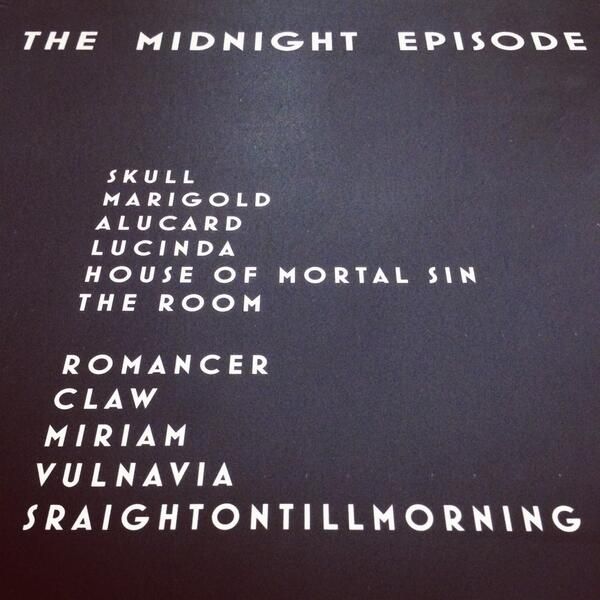 THE MIDNIGHT EPISODE
SKULL
MARIGOLD
ALUCARD
LUCINDA
HOUSE OF MORTAL SIN
THE ROOM
ROMANCER
CLAW
MIRIAM
VULNAVIA
SRAIGHTONTILLMORNING